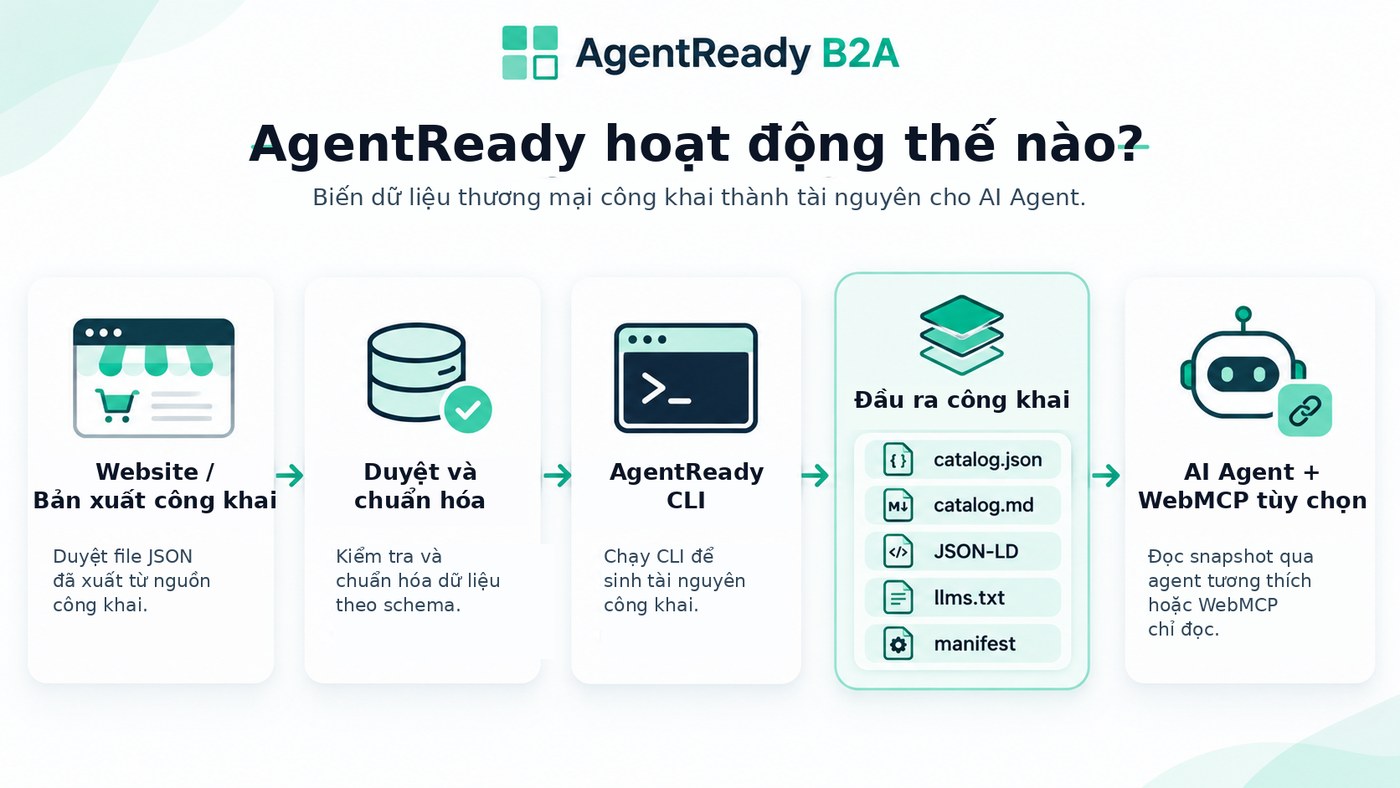 AgentReady B2A
AgentReady hoạt động thế nào?
Biến dữ liệu thương mại công khai thành tài nguyên cho AI Agent.
Website /
Bản xuất công khai
Duyệt file JSON
đã xuất từ nguồn
công khai.
Duyệt và
chuẩn hóa
Kiểm tra và
chuẩn hóa dữ liệu
theo schema.
>_
AgentReady
CLI
Chạy CLI để
sinh tài nguyên
công khai.
Đầu ra công khai
{} catalog.json
M↓ catalog.md
</> JSON-LD
llms.txt
manifest
AI Agent +
WebMCP tùy chọn
Đọc snapshot qua
agent tương thích
hoặc WebMCP
chỉ đọc.